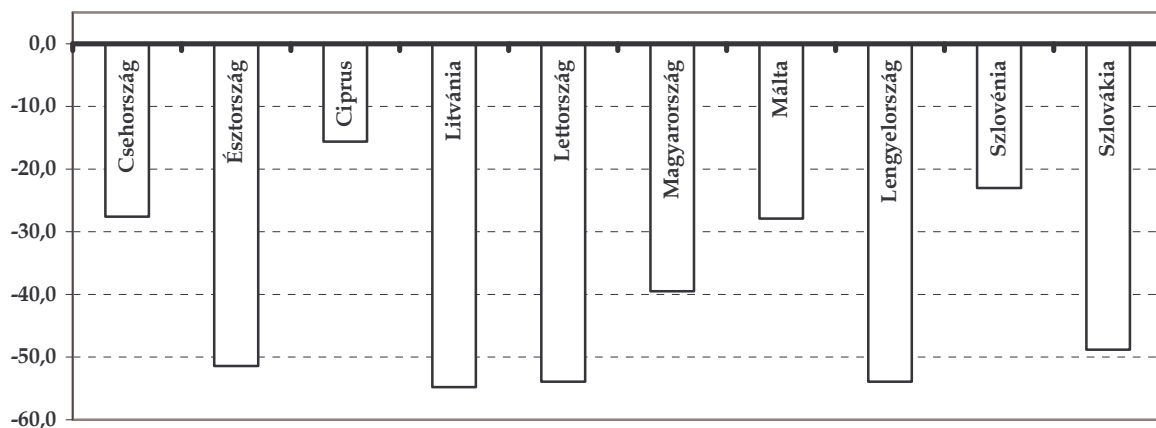 0,0
-10,0
-20,0
-30,0
-40,0
-50,0
-60,0
Csehország
Észtország
Ciprus
Litvánia
Lettország
Magyarország
Málta
Lengyelország
Szlovénia
Szlovákia